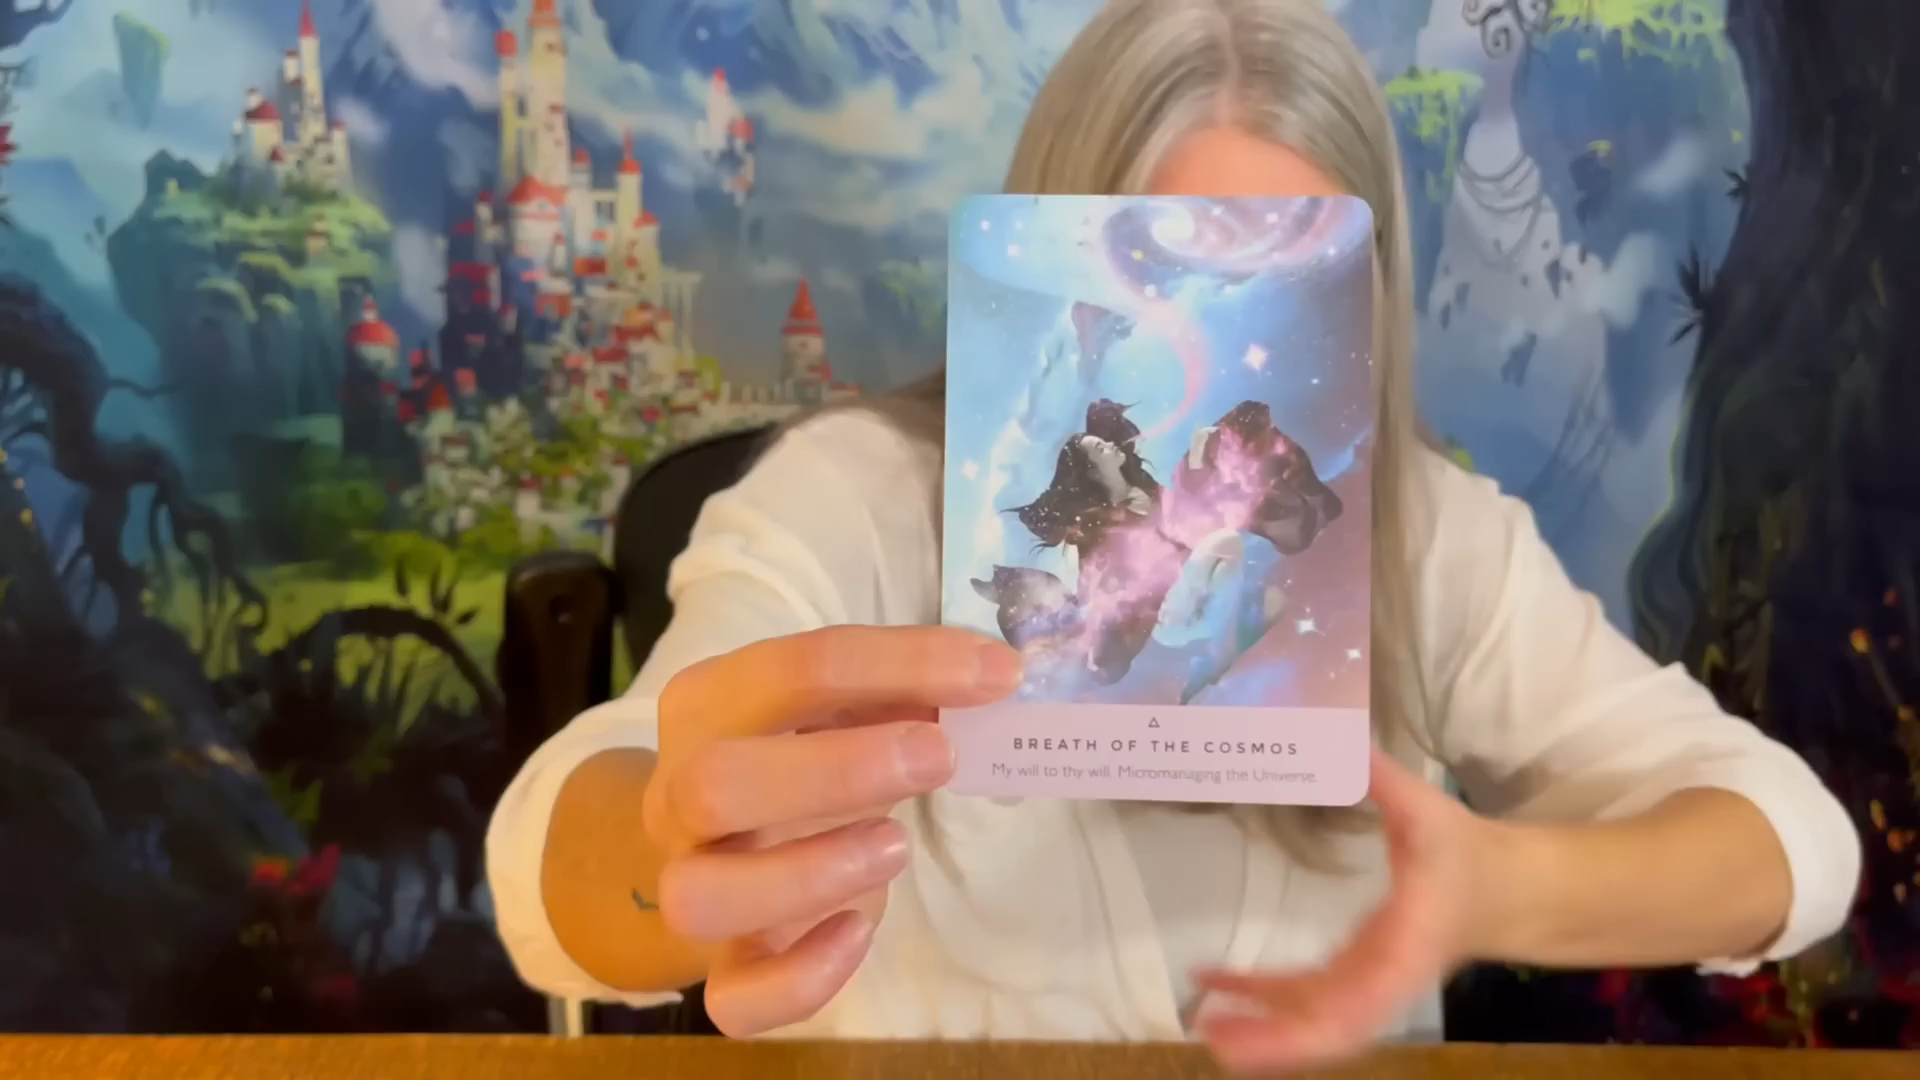 BREATH OF THE COSMOS
My will to thy will. Micromanaging the Universe.